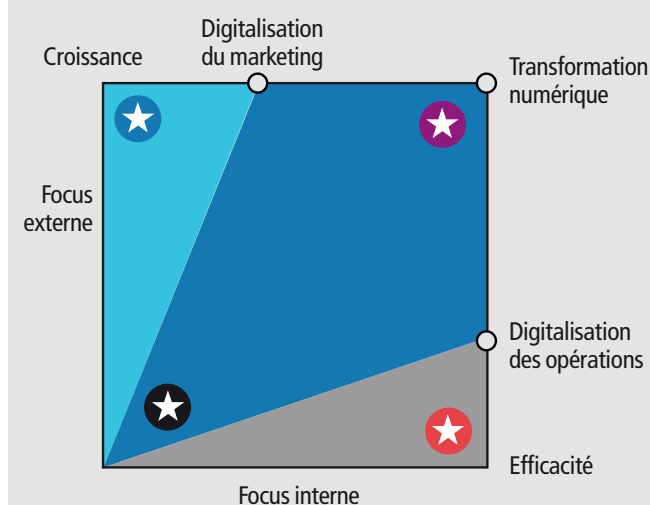 Croissance
Digitalisation
du marketing
Transformation
numérique
Focus
externe
Digitalisation
des opérations
Efficacité
Focus interne